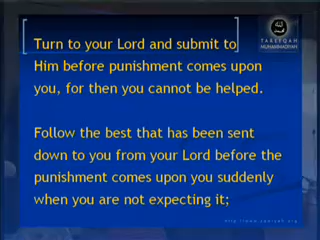 Turn to your Lord and submit to
Him before punishment comes upon
you, for then you cannot be helped.
Follow the best that has been sent
down to you from your Lord before the
punishment comes upon you suddenly
when you are not expecting it;
TARIIQAH
MUHAMMADIYAH